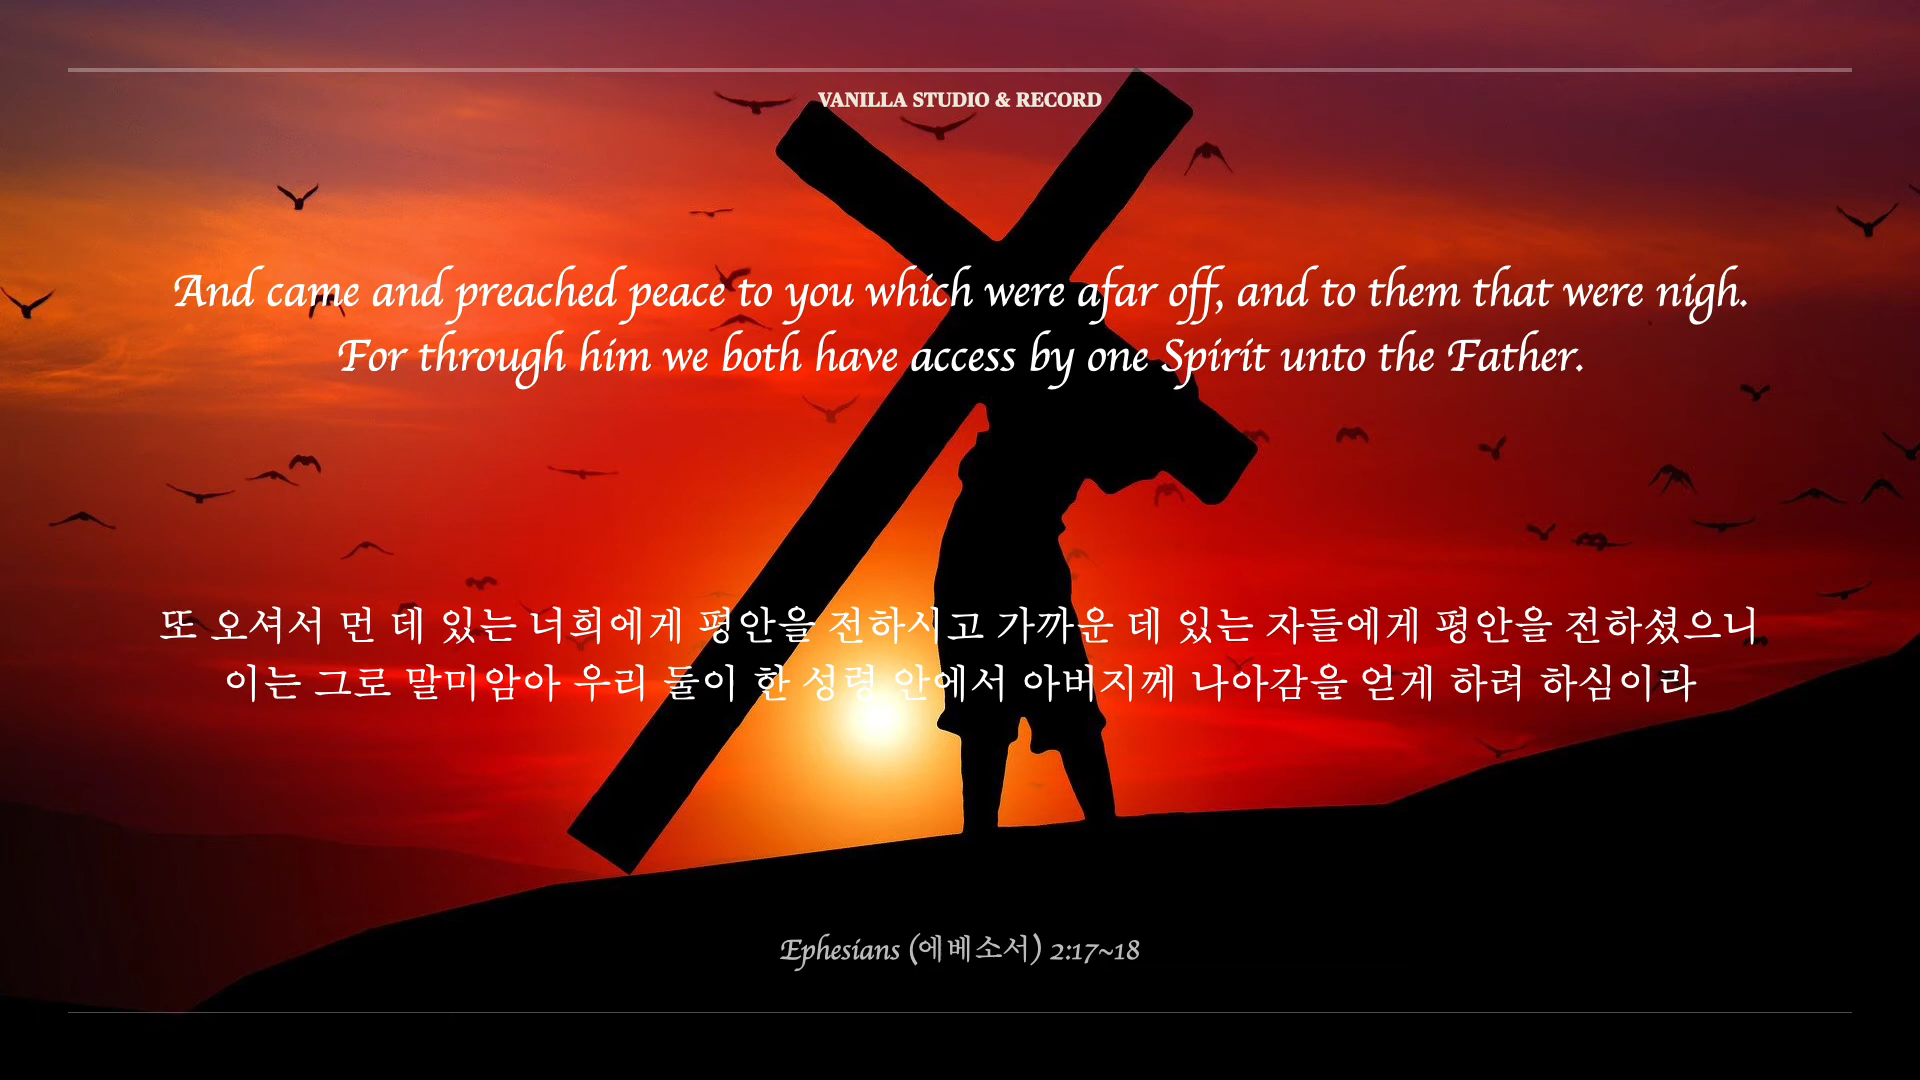 VANILLA STUDIO & RECORD
And came and preached peace to you which were afar off, and to them that were nigh.
For through him we both have access by one Spirit unto the Father.
또 오셔서 먼 데 있는 너희에게 평안을 전하시고 가까운 데 있는 자들에게 평안을 전하셨으니
이는 그로 말미암아 우리 둘이 한 성령 안에서 아버지께 나아감을 얻게 하려 하심이라
Ephesians (에베소서) 2:17~18